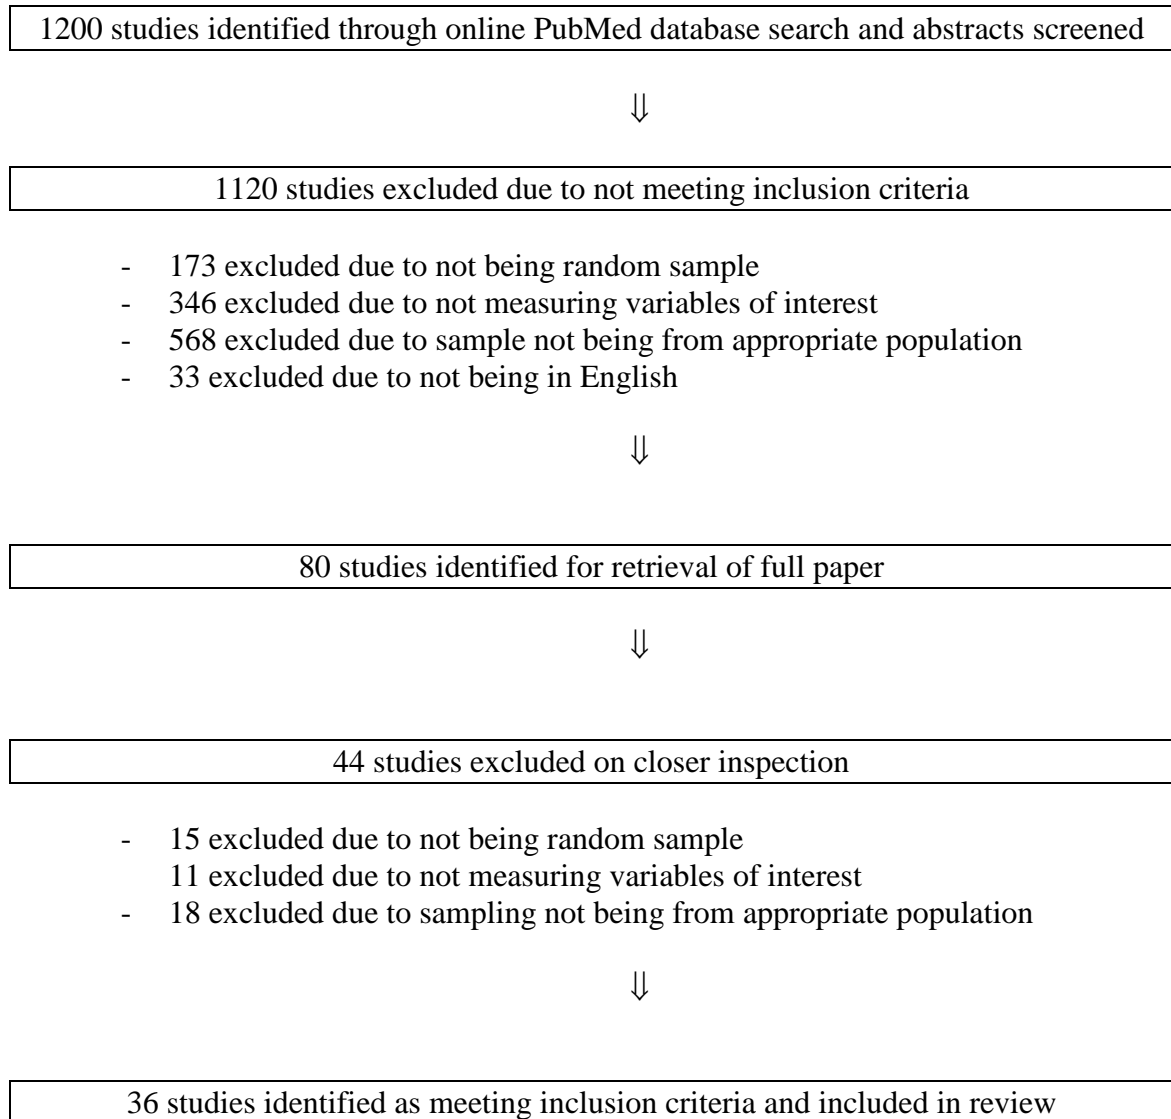 1200 studies identified through online PubMed database search and abstracts screened
⇓
1120 studies excluded due to not meeting inclusion criteria
- 173 excluded due to not being random sample
- 346 excluded due to not measuring variables of interest
- 568 excluded due to sample not being from appropriate population
- 33 excluded due to not being in English
⇓
80 studies identified for retrieval of full paper
⇓
44 studies excluded on closer inspection
- 15 excluded due to not being random sample
11 excluded due to not measuring variables of interest
- 18 excluded due to sampling not being from appropriate population
⇓
36 studies identified as meeting inclusion criteria and included in review